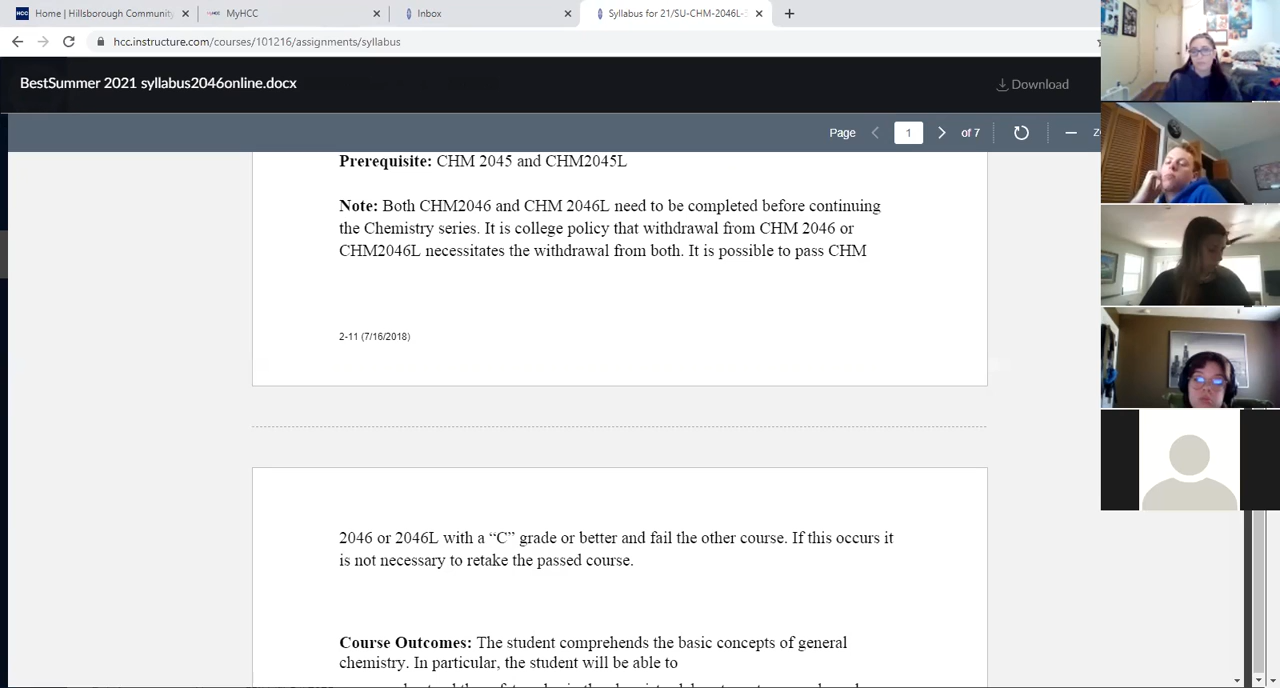 Home | Hillsborough Community
MyHCC
Inbox
Syllabus for 21/SU-CHM-2046L-
hcc.instructure.com/courses/101216/assignments/syllabus
BestSummer 2021 syllabus2046online.docx
Download
Page 1 of 7
Prerequisite: CHM 2045 and CHM2045L
Note: Both CHM2046 and CHM 2046L need to be completed before continuing
the Chemistry series. It is college policy that withdrawal from CHM 2046 or
CHM2046L necessitates the withdrawal from both. It is possible to pass CHM
2-11 (7/16/2018)
2046 or 2046L with a “C” grade or better and fail the other course. If this occurs it
is not necessary to retake the passed course.
Course Outcomes: The student comprehends the basic concepts of general
chemistry. In particular, the student will be able to